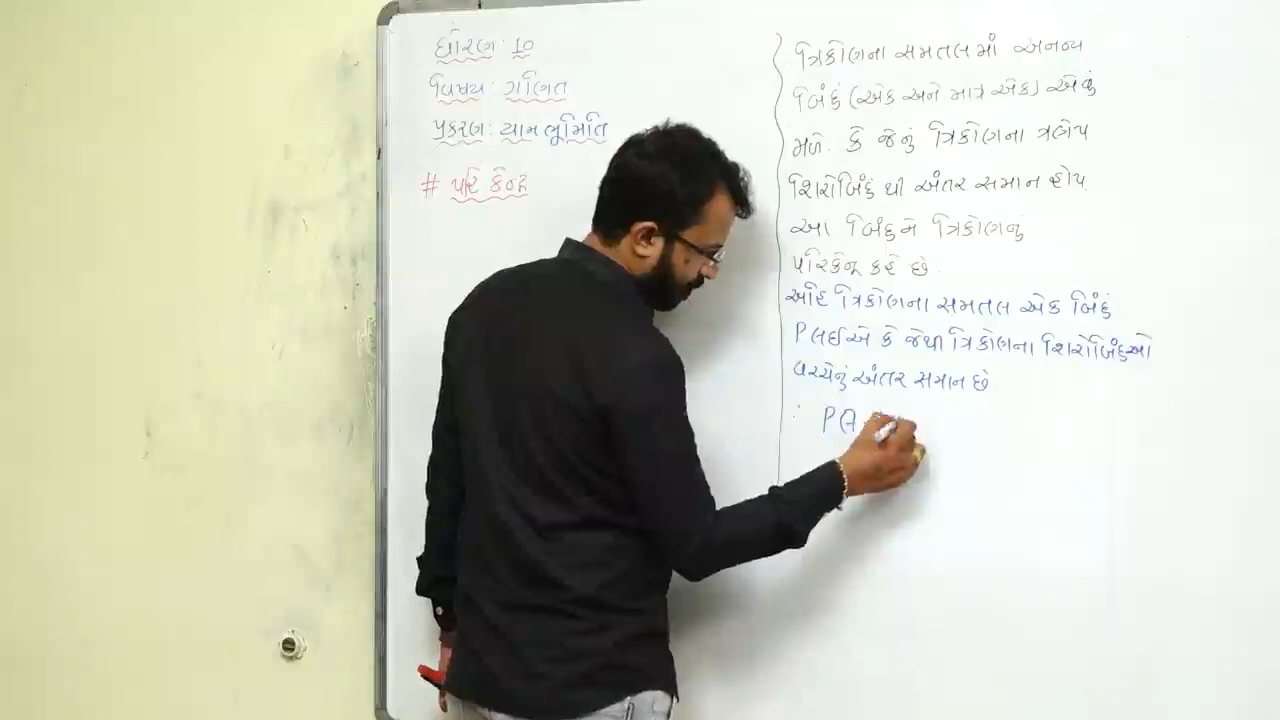 ધોરણ: 10
વિષય: ગણિત
પ્રકરણ: યામ ભૂમિતિ
# પરિ કેન્દ્ર
ત્રિકોણના સમતલમાં અનન્ય
બિંદુ (એક અને માત્ર એક) એવું
મળે. કે જેનું ત્રિકોણના ત્રણેય
શિરોબિંદુ થી અંતર સમાન હોય
આ બિંદુને ત્રિકોણનું
પરિકેન્દ્ર કહે છે.
અહિ ત્રિકોણના સમતલ એક બિંદુ
P લઈએ કે જેથી ત્રિકોણના શિરોબિંદુઓ
વચ્ચેનું અંતર સમાન છે.
∴ P